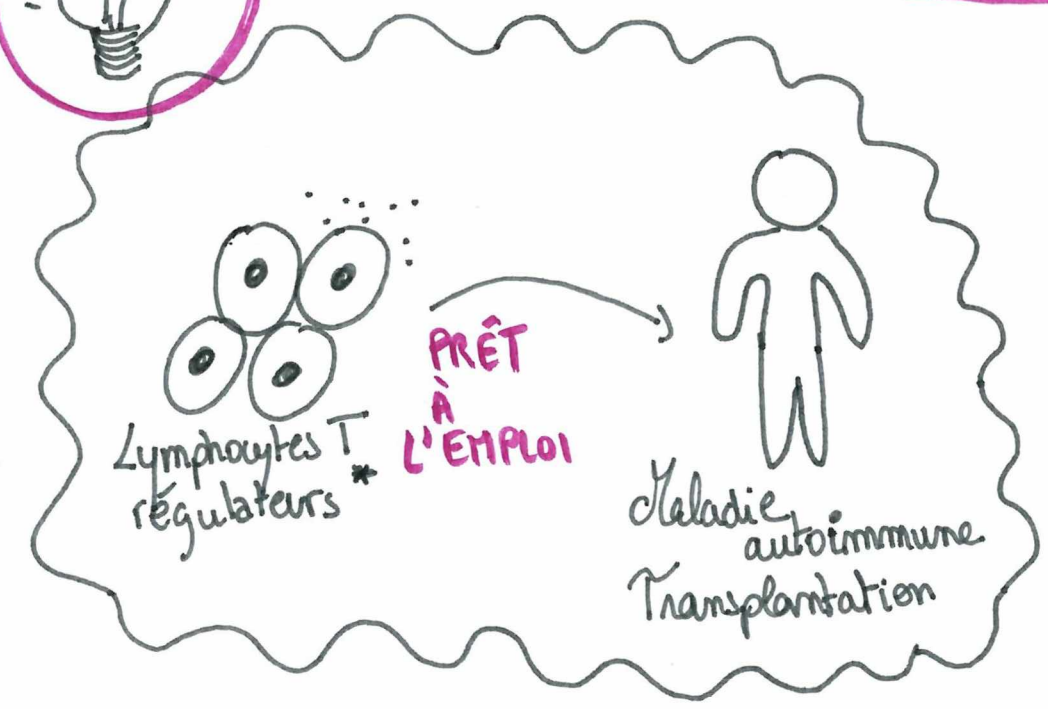 Lymphocytes T
régulateurs *
PRÊT
À
L'EMPLOI
Maladie
autoimmune
Transplantation